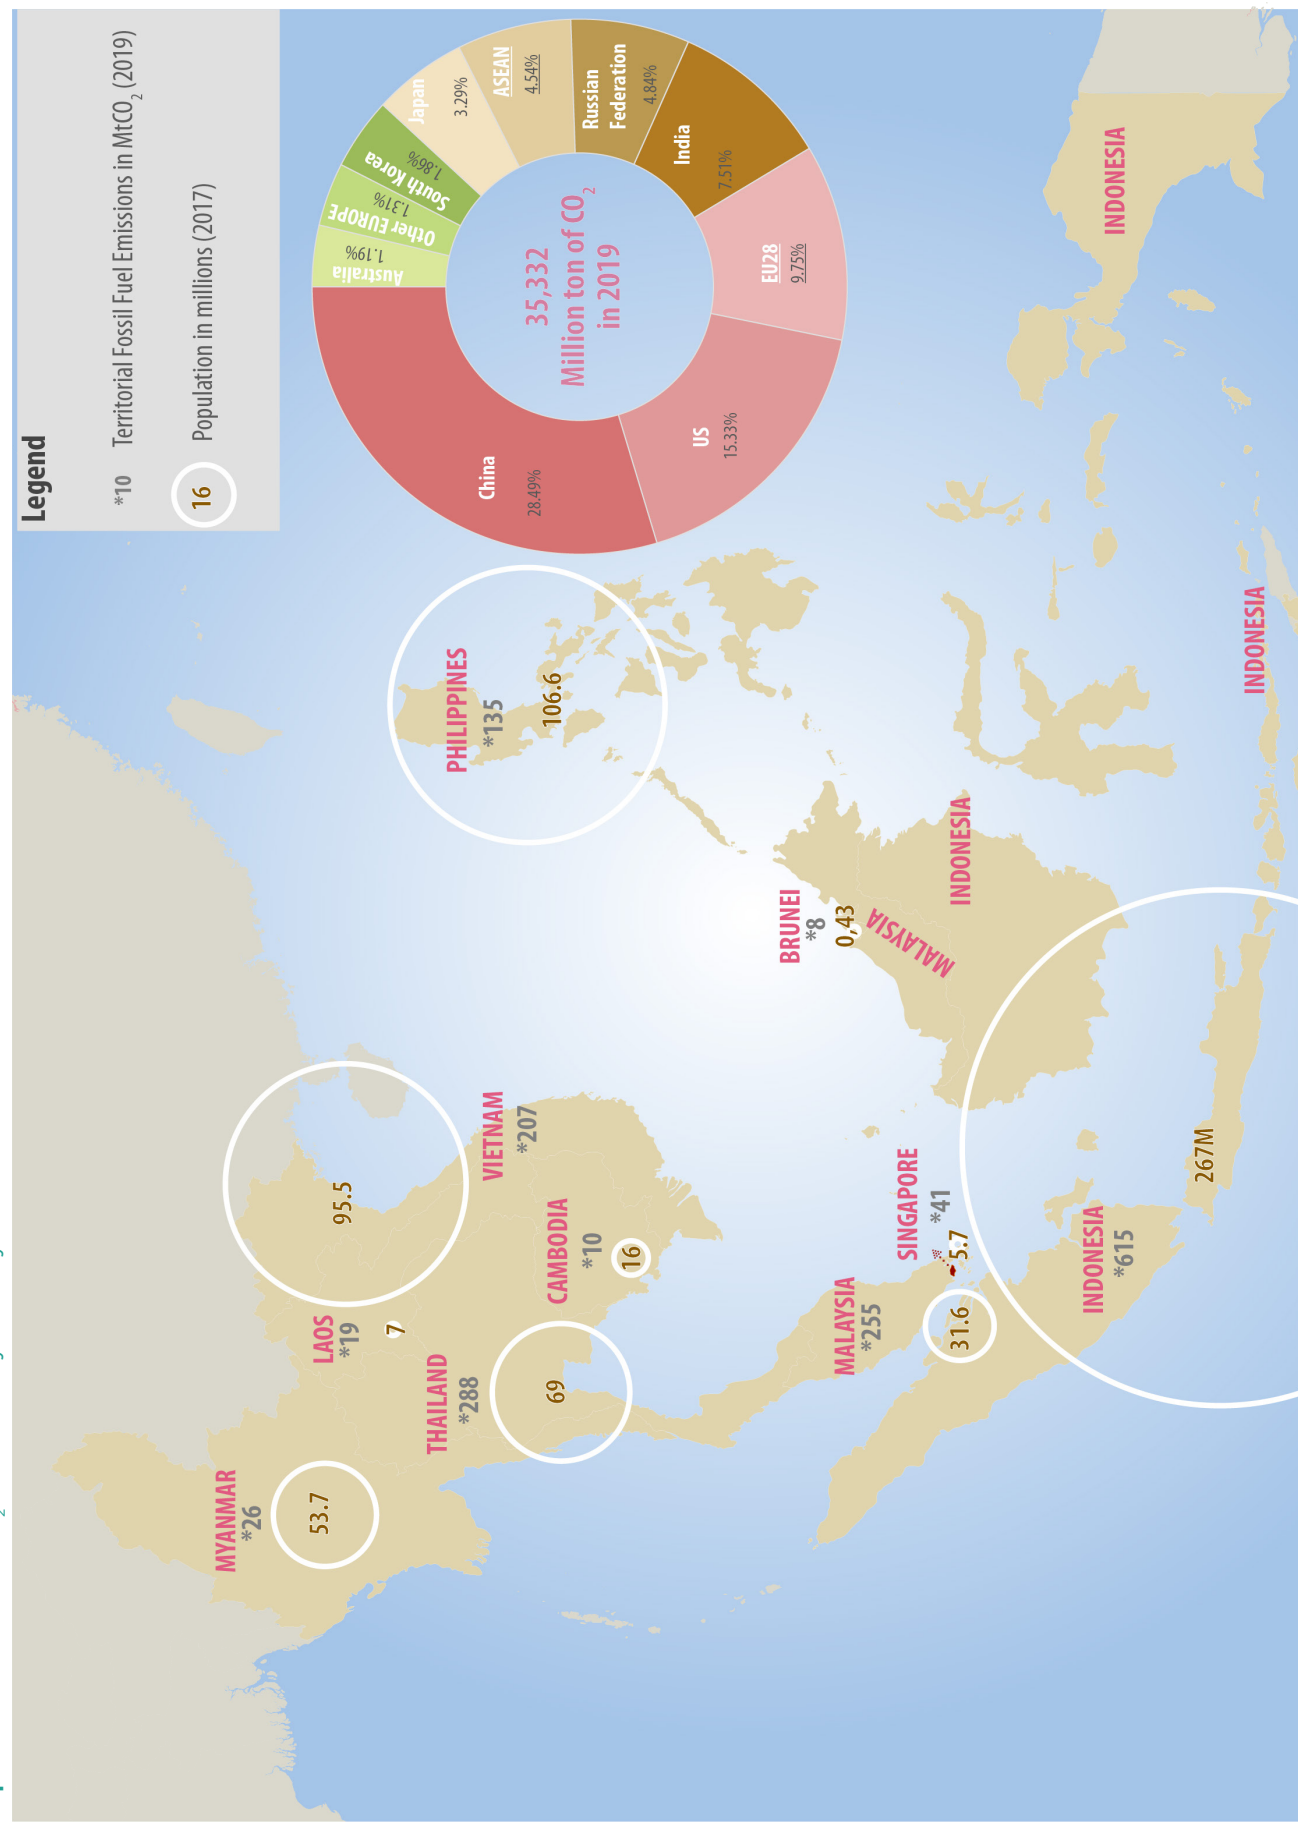 Legend
*10 Territorial Fossil Fuel Emissions in MtCO2 (2019)
16 Population in millions (2017)
35,332
Million ton of CO2
in 2019
China
28.49%
US
15.33%
EU28
9.75%
India
7.51%
Russian
Federation
4.84%
ASEAN
4.54%
Japan
3.29%
South Korea
1.86%
Other EUROPE
1.31%
Australia
1.19%
MYANMAR
*26
53.7
LAOS
*19
7
95.5
VIETNAM
*207
THAILAND
*288
69
CAMBODIA
*10
16
PHILIPPINES
*135
106.6
BRUNEI
*8
0,43
MALAYSIA
INDONESIA
MALAYSIA
*255
31.6
SINGAPORE
*41
5.7
INDONESIA
*615
267M
INDONESIA
INDONESIA